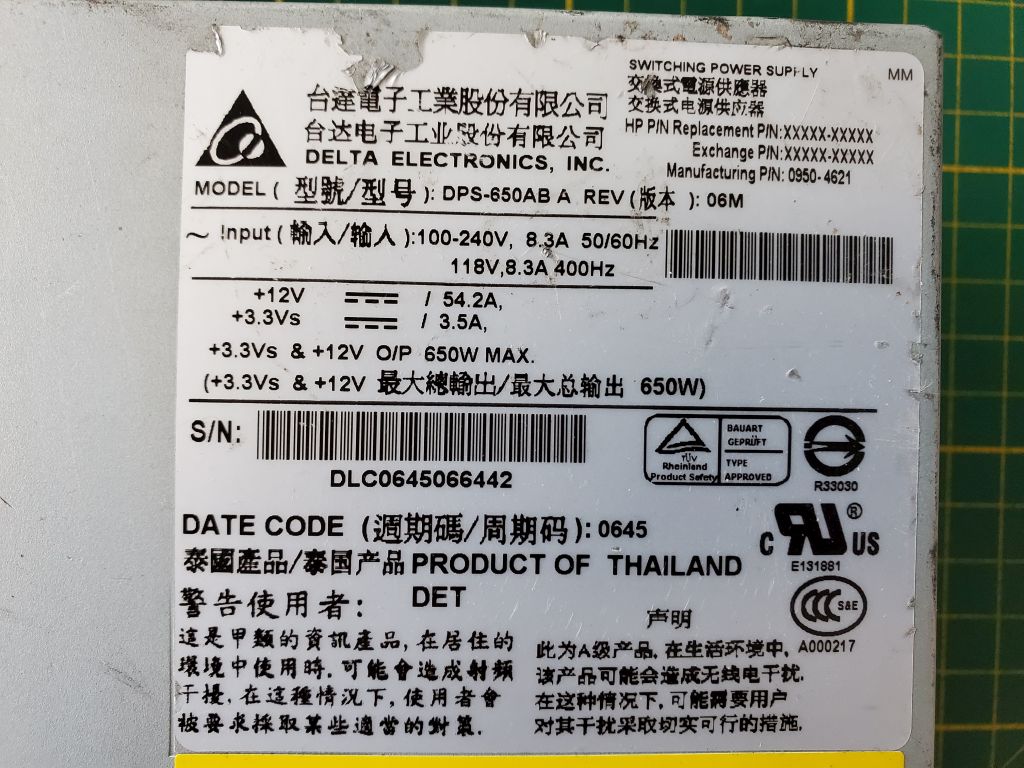 SWITCHING POWER SUPPLY
MM
交換式電源供應器
交换式电源供应器
HP P/N Replacement P/N:XXXXX-XXXXX
Exchange P/N:XXXXX-XXXXX
Manufacturing P/N: 0950-4621
台達電子工業股份有限公司
台达电子工业股份有限公司
DELTA ELECTRONICS, INC.
MODEL ( 型號/型号 ): DPS-650AB A REV (版本 ): 06M
~ Input ( 輸入/输入 ):100-240V, 8.3A 50/60Hz
118V,8.3A 400Hz
+12V / 54.2A,
+3.3Vs / 3.5A,
+3.3Vs & +12V O/P 650W MAX.
(+3.3Vs & +12V 最大總輸出/最大总输出 650W)
S/N:
DLC0645066442
TÜV
Rheinland
Product Safety
BAUART
GEPRÜFT
TYPE
APPROVED
R33030
DATE CODE (週期碼/周期码): 0645
泰國產品/泰国产品 PRODUCT OF THAILAND
DET
C RU ® US
E131881
CCC S&E
A000217
警告使用者:
這是甲類的資訊產品,在居住的
環境中使用時.可能會造成射頻
干擾.在這種情況下,使用者會
被要求採取某些適當的對策.
声明
此为A级产品,在生活环境中,
该产品可能会造成无线电干扰.
在这种情况下,可能需要用户
对其干扰采取切实可行的措施.